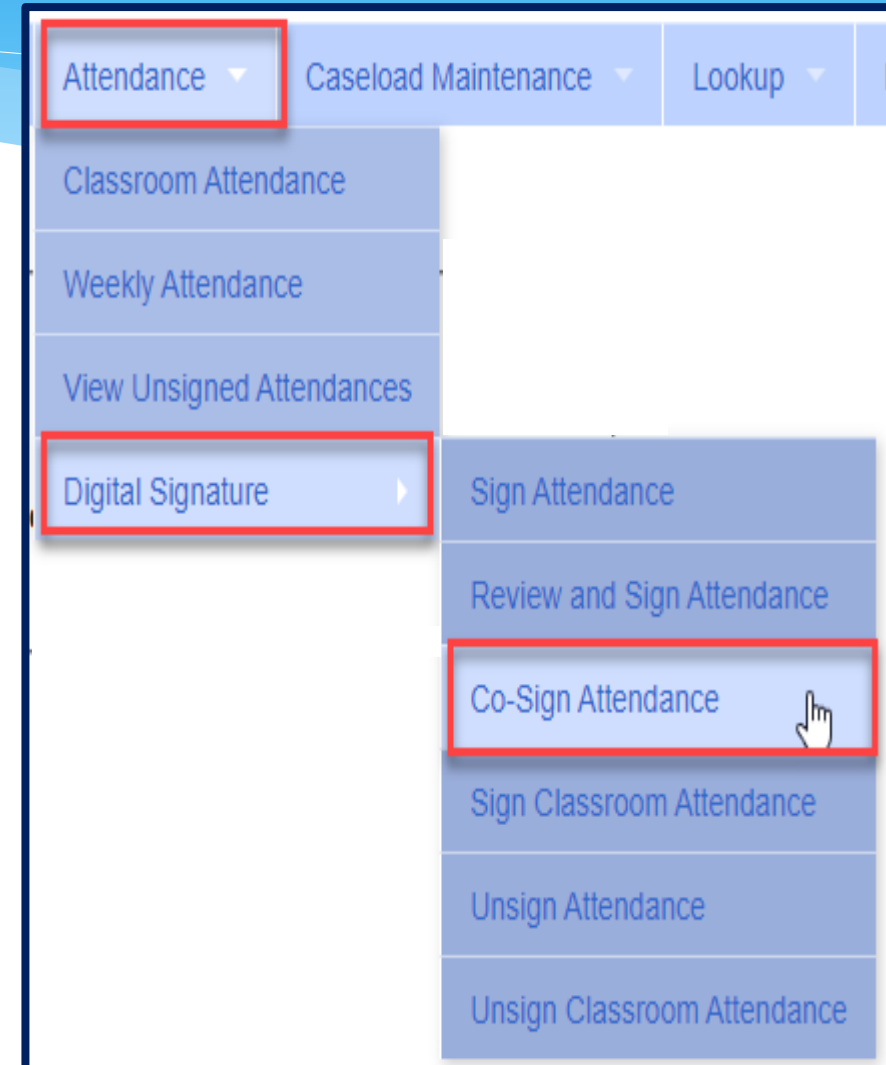 Attendance Caseload Maintenance Lookup
Classroom Attendance
Weekly Attendance
View Unsigned Attendances
Digital Signature
Sign Attendance
Review and Sign Attendance
Co-Sign Attendance
Sign Classroom Attendance
Unsign Attendance
Unsign Classroom Attendance